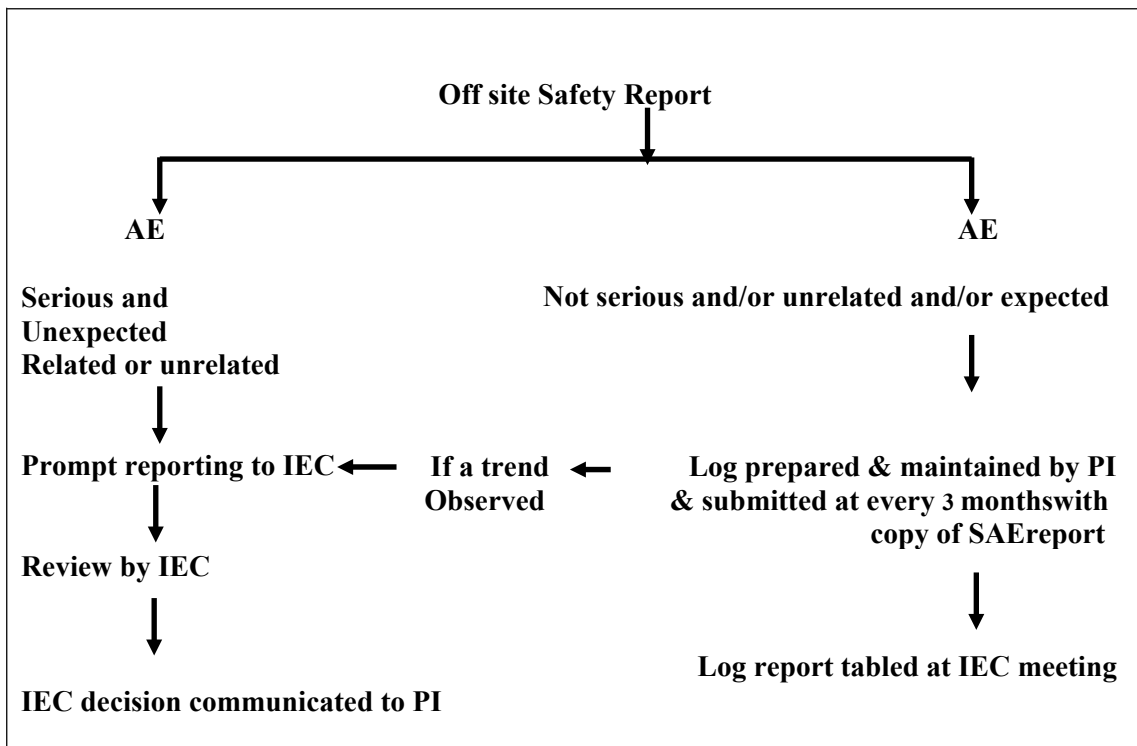 Off site Safety Report
AE
AE
Serious and
Unexpected
Related or unrelated
Not serious and/or unrelated and/or expected
Prompt reporting to IEC
If a trend
Observed
Log prepared & maintained by PI
& submitted at every 3 monthswith
copy of SAEreport
Review by IEC
Log report tabled at IEC meeting
IEC decision communicated to PI